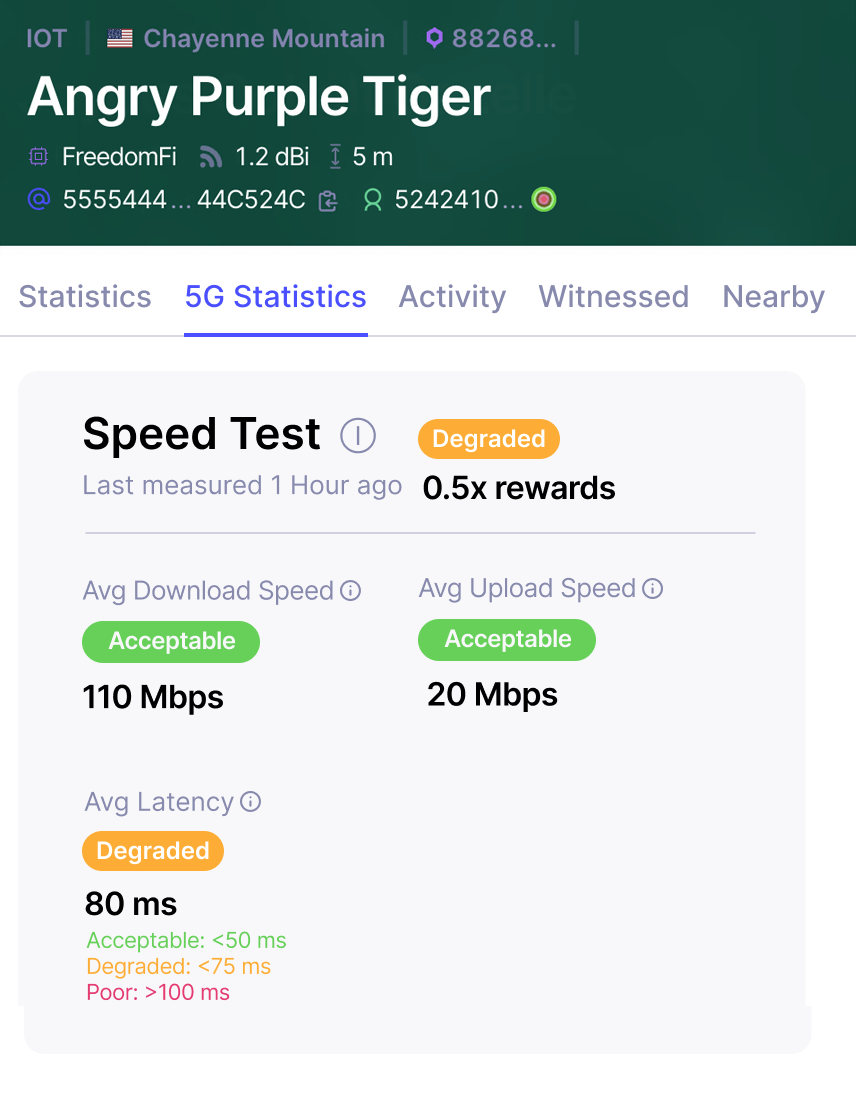 IOT | Chayenne Mountain | 88268... |
Angry Purple Tiger
FreedomFi 1.2 dBi 5 m
@ 5555444...44C524C 5242410...
Statistics 5G Statistics Activity Witnessed Nearby
Speed Test Degraded
Last measured 1 Hour ago 0.5x rewards
Avg Download Speed Avg Upload Speed
Acceptable Acceptable
110 Mbps 20 Mbps
Avg Latency
Degraded
80 ms
Acceptable: <50 ms
Degraded: <75 ms
Poor: >100 ms